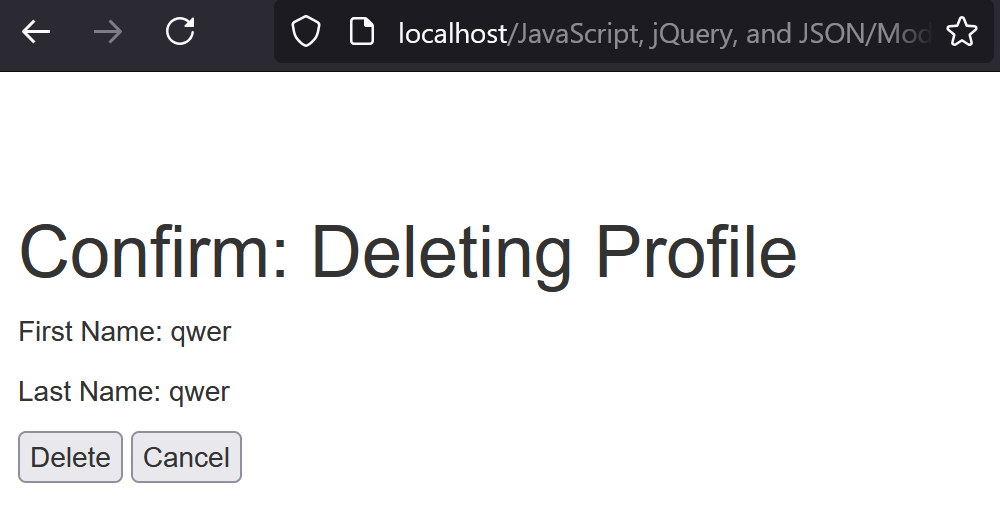 localhost/JavaScript, jQuery, and JSON/Mod
Confirm: Deleting Profile
First Name: qwer
Last Name: qwer
Delete Cancel